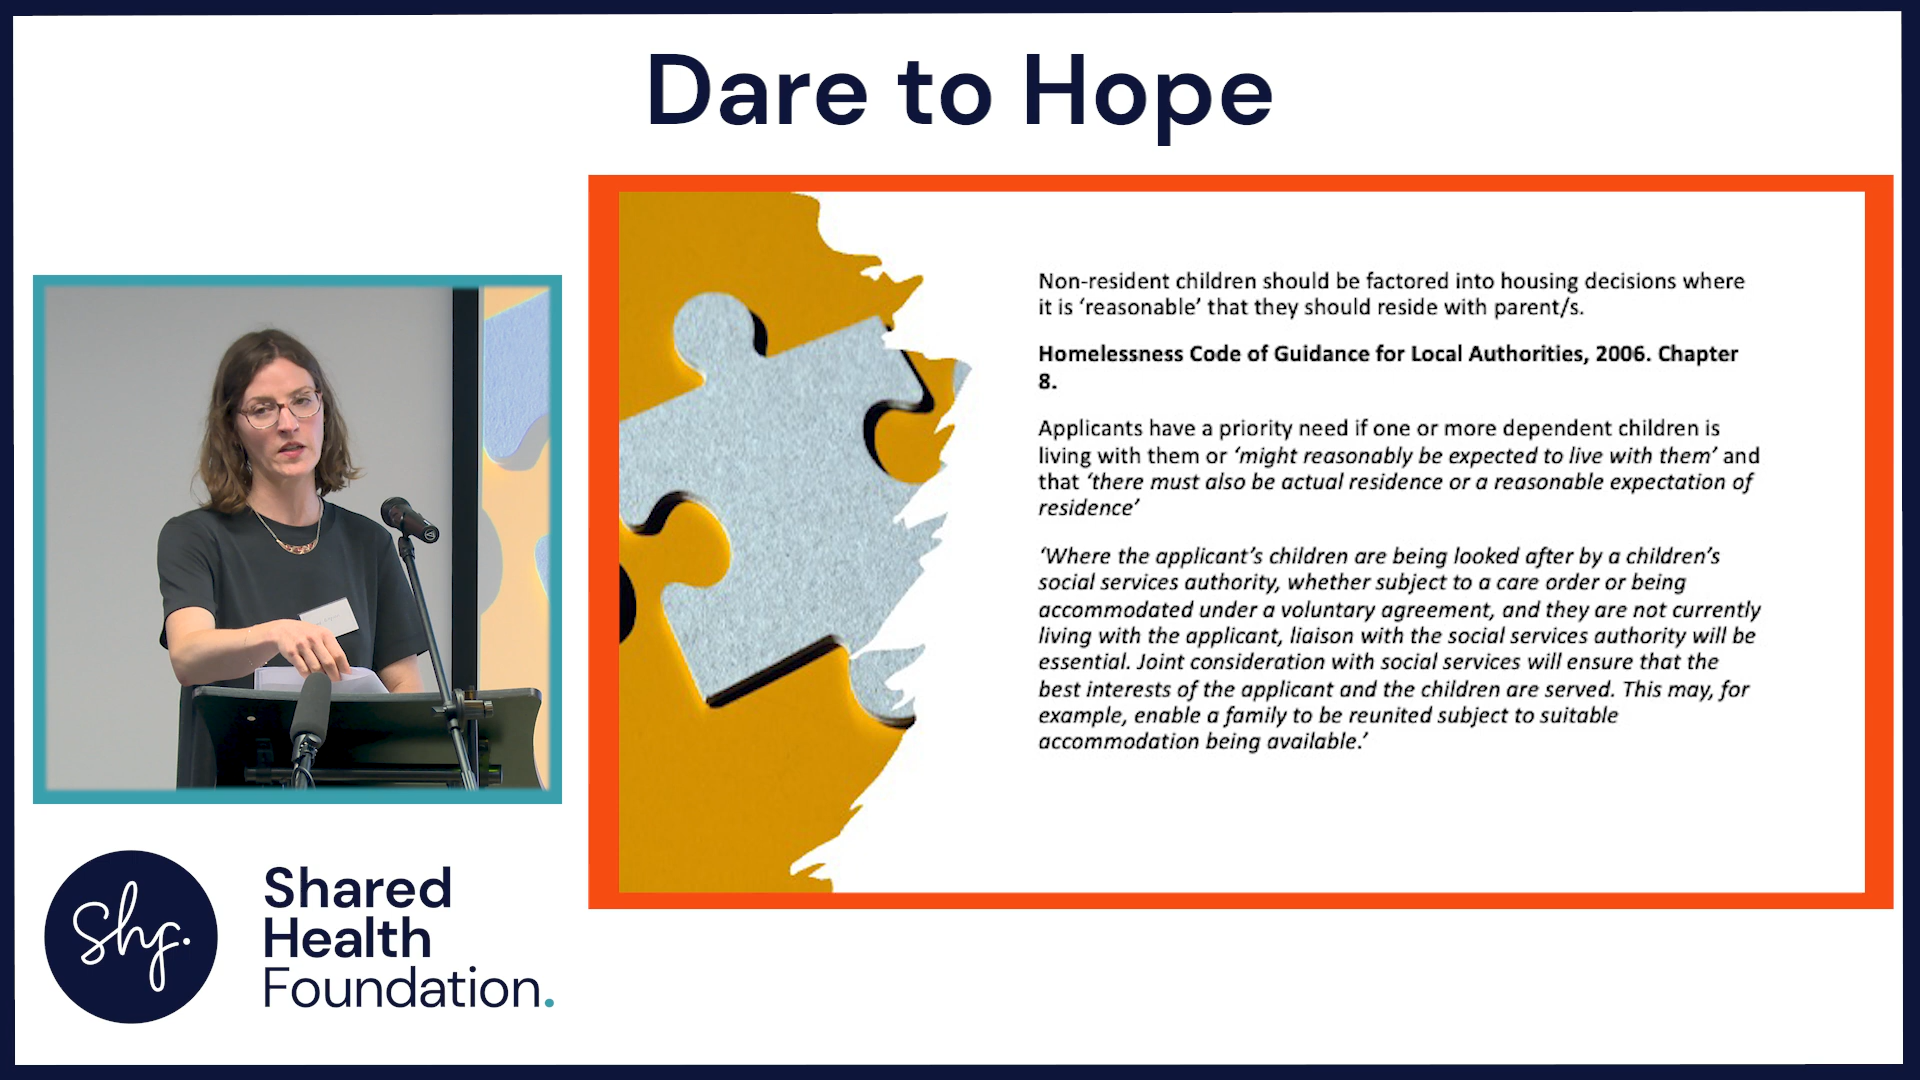 Dare to Hope
Non-resident children should be factored into housing decisions where
it is ‘reasonable’ that they should reside with parent/s.
Homelessness Code of Guidance for Local Authorities, 2006. Chapter
8.
Applicants have a priority need if one or more dependent children is
living with them or ‘might reasonably be expected to live with them’ and
that ‘there must also be actual residence or a reasonable expectation of
residence’
‘Where the applicant’s children are being looked after by a children’s
social services authority, whether subject to a care order or being
accommodated under a voluntary agreement, and they are not currently
living with the applicant, liaison with the social services authority will be
essential. Joint consideration with social services will ensure that the
best interests of the applicant and the children are served. This may, for
example, enable a family to be reunited subject to suitable
accommodation being available.’
Shg.
Shared
Health
Foundation.